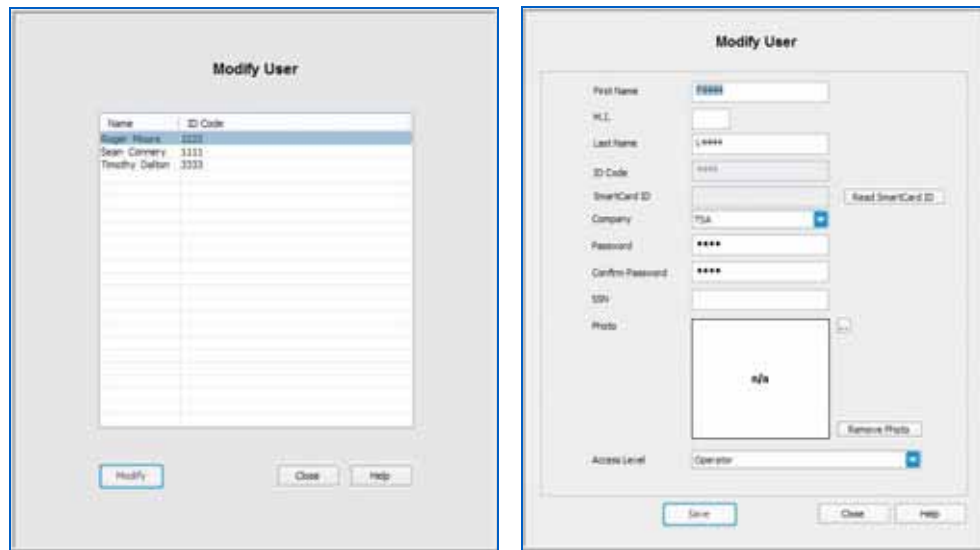 Modify User
Name ID Code
Roger Moore 2222
Sean Connery 1111
Timothy Dalton 3333
Modify Close Help
Modify User
First Name
M.I.
Last Name L****
ID Code ****
SmartCard ID Read SmartCard ID
Company TSA
Password ••••
Confirm Password ••••
SSN
Photo ...
n/a
Remove Photo
Access Level Operator
Save Close Help